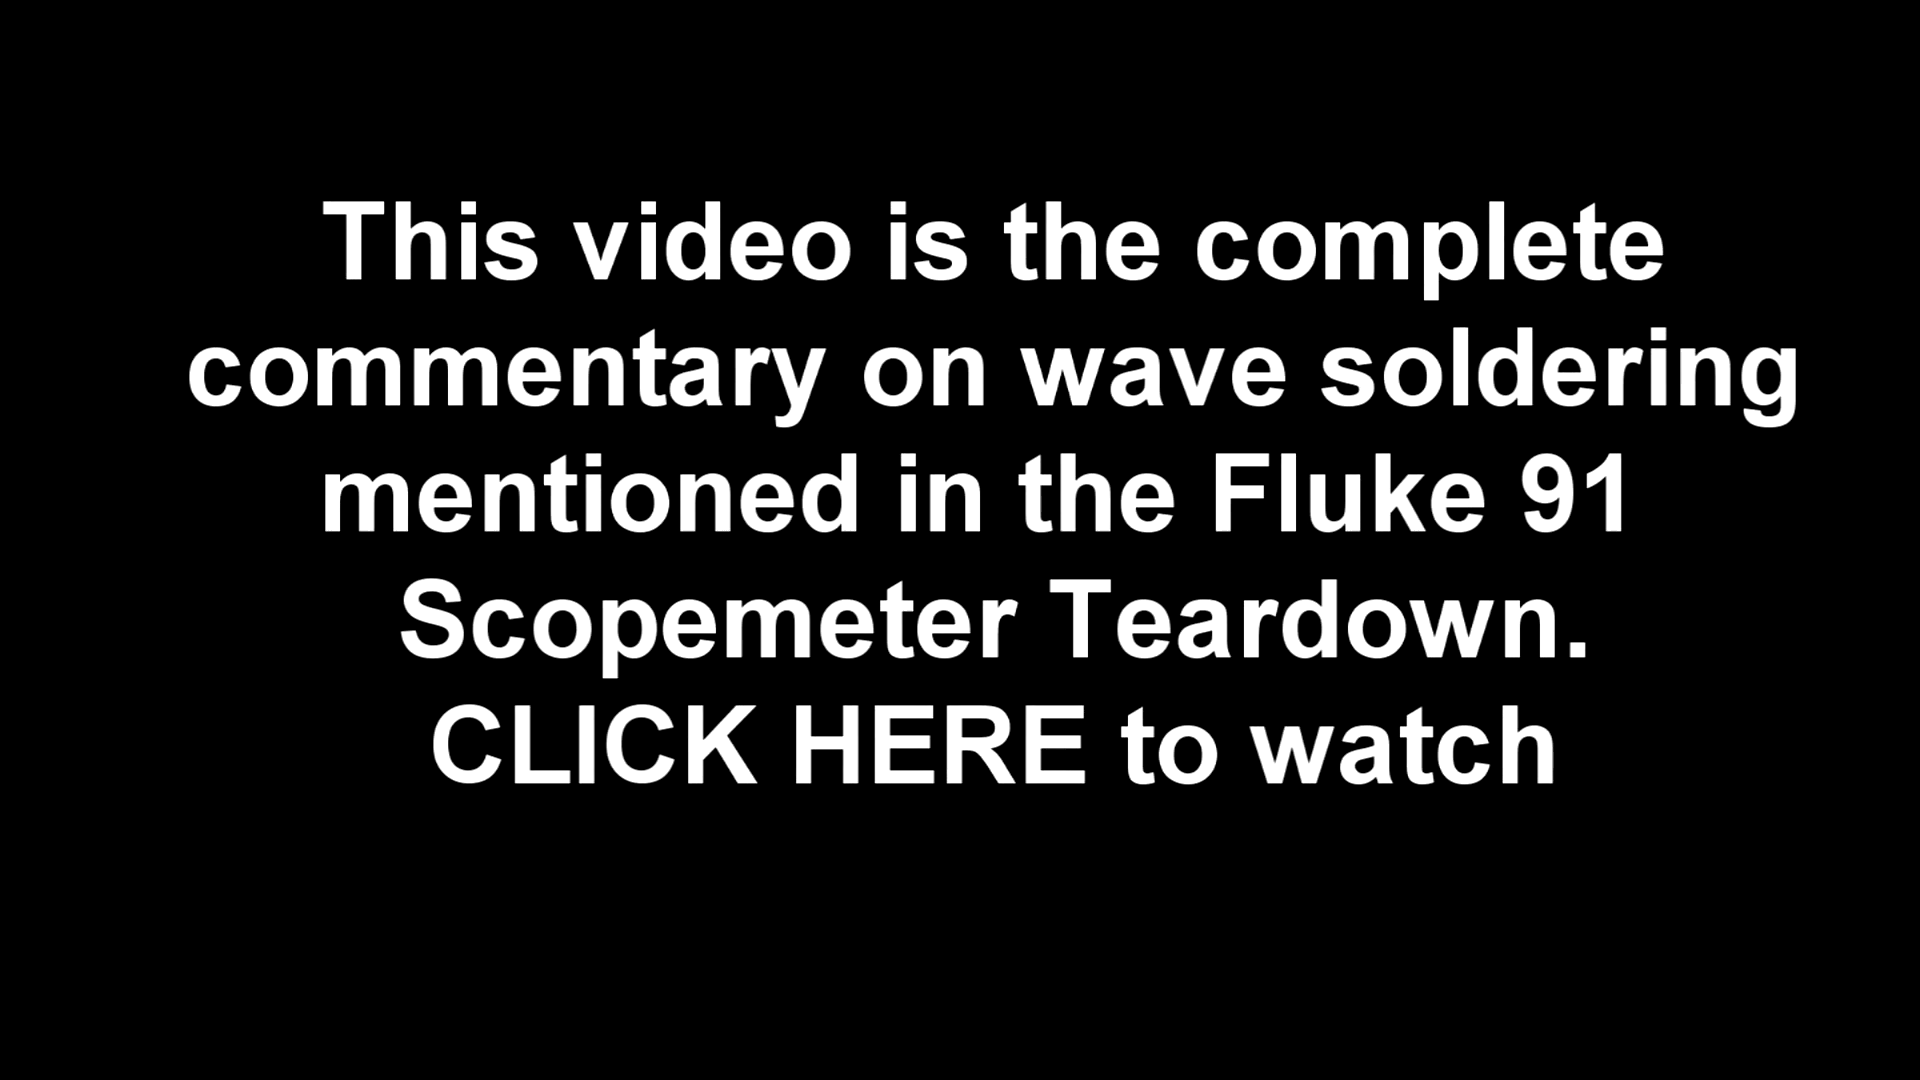 This video is the complete
commentary on wave soldering
mentioned in the Fluke 91
Scopemeter Teardown.
CLICK HERE to watch